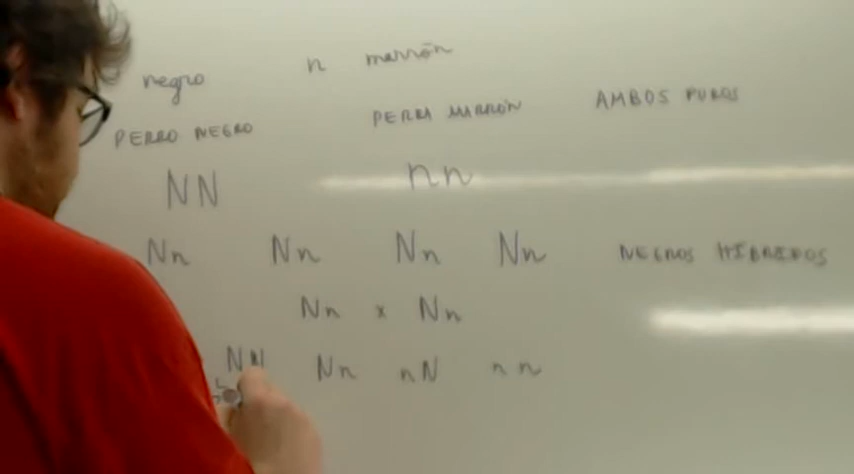 negro n marrón
PERRO NEGRO PERRA MARRÓN AMBOS PUROS
NN nn
Nn Nn Nn Nn NEGROS HÍBRIDOS
Nn x Nn
NN Nn nN nn